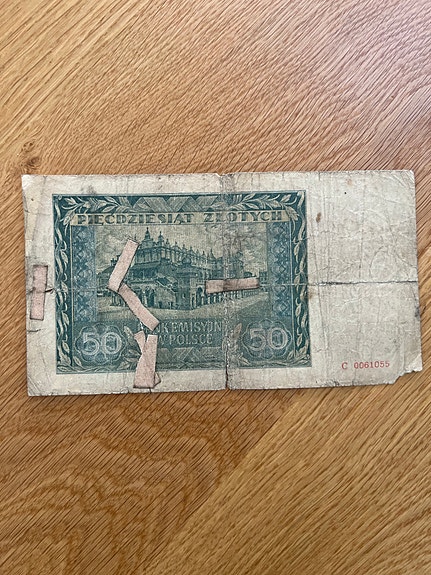 PIĘĆDZIESIĄT ZŁOTYCH
50
EMISYJNY
POLSCE
50
C 0061055